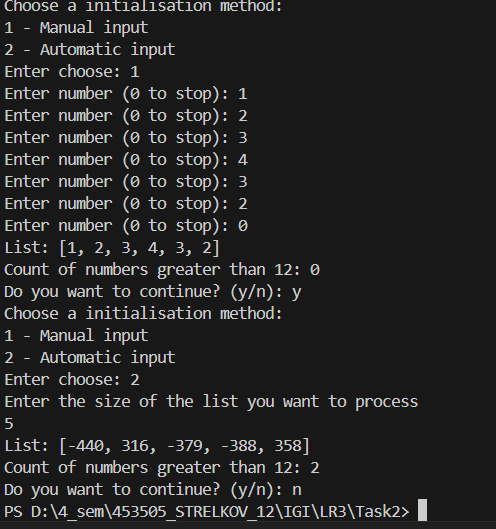 Choose a initialisation method:
1 - Manual input
2 - Automatic input
Enter choose: 1
Enter number (0 to stop): 1
Enter number (0 to stop): 2
Enter number (0 to stop): 3
Enter number (0 to stop): 4
Enter number (0 to stop): 3
Enter number (0 to stop): 2
Enter number (0 to stop): 0
List: [1, 2, 3, 4, 3, 2]
Count of numbers greater than 12: 0
Do you want to continue? (y/n): y
Choose a initialisation method:
1 - Manual input
2 - Automatic input
Enter choose: 2
Enter the size of the list you want to process
5
List: [-440, 316, -379, -388, 358]
Count of numbers greater than 12: 2
Do you want to continue? (y/n): n
PS D:\4_sem\453505_STRELKOV_12\IGI\LR3\Task2>